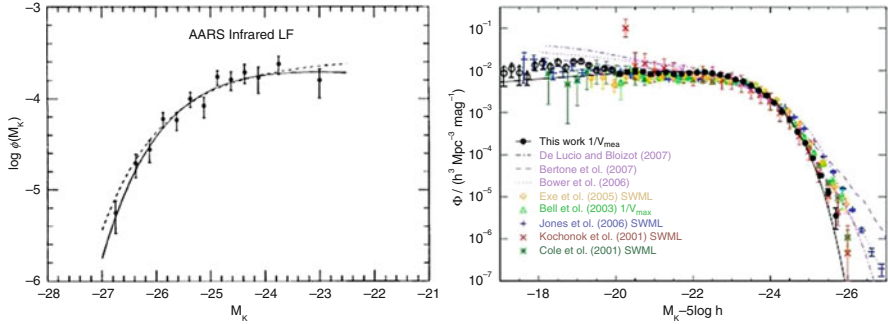 AARS Infrared LF
log ϕ(M_K)
−3
−4
−5
−6
−28 −27 −26 −25 −24 −23 −22 −21
M_K
Φ / (h³ Mpc⁻³ mag⁻¹)
10⁻¹
10⁻²
10⁻³
10⁻⁴
10⁻⁵
10⁻⁶
10⁻⁷
This work 1/V_mea
De Lucio and Bloizot (2007)
Bertone et al. (2007)
Bower et al. (2006)
Exe et al. (2005) SWML
Bell et al. (2003) 1/V_max
Jones et al. (2006) SWML
Kochonok et al. (2001) SWML
Cole et al. (2001) SWML
−18 −20 −22 −24 −26
M_K−5log h